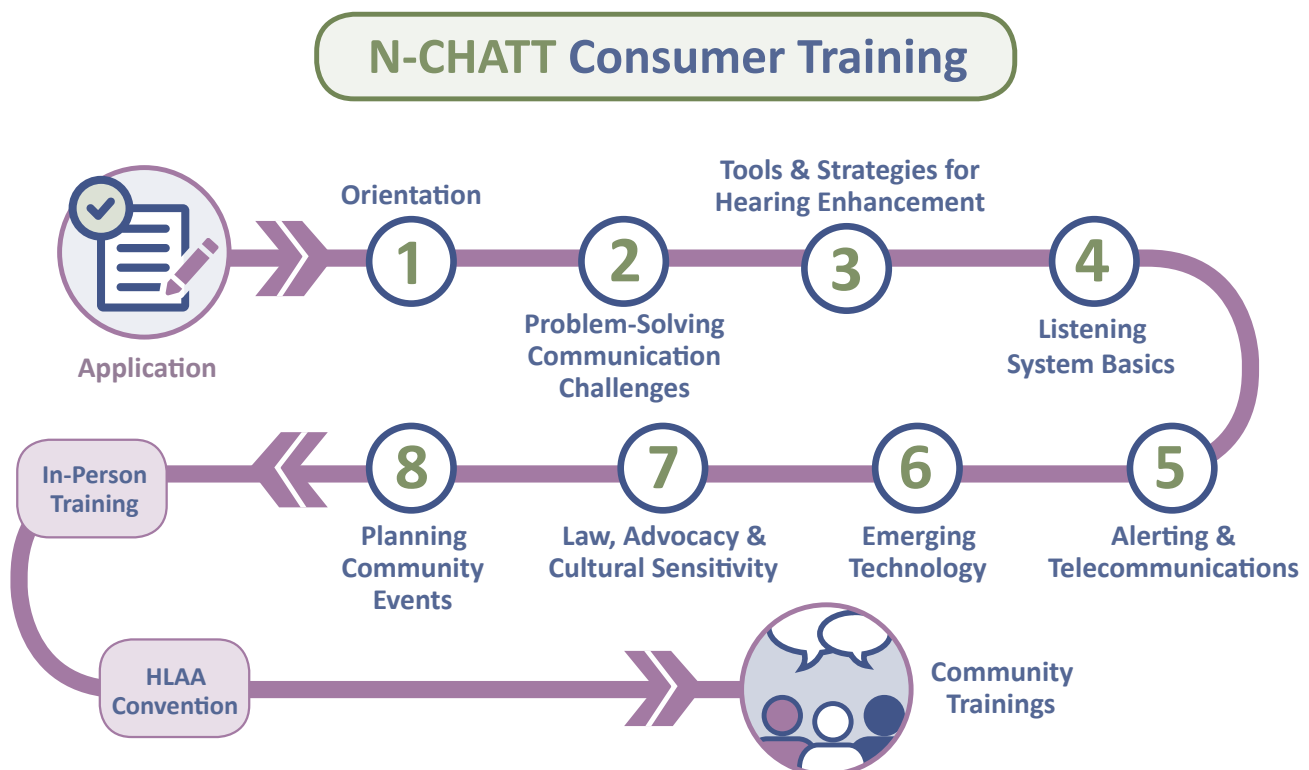 N-CHATT Consumer Training
Application
Orientation
1
2
Problem-Solving
Communication
Challenges
Tools & Strategies for
Hearing Enhancement
3
4
Listening
System Basics
5
Alerting &
Telecommunications
6
Emerging
Technology
7
Law, Advocacy &
Cultural Sensitivity
8
Planning
Community
Events
In-Person
Training
HLAA
Convention
Community
Trainings